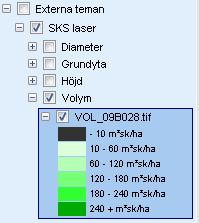 Externa teman
SKS laser
Diameter
Grundyta
Höjd
Volym
VOL_09B028.tif
- 10 m³sk/ha
10 - 60 m³sk/ha
60 - 120 m³sk/ha
120 - 180 m³sk/ha
180 - 240 m³sk/ha
240 + m³sk/ha